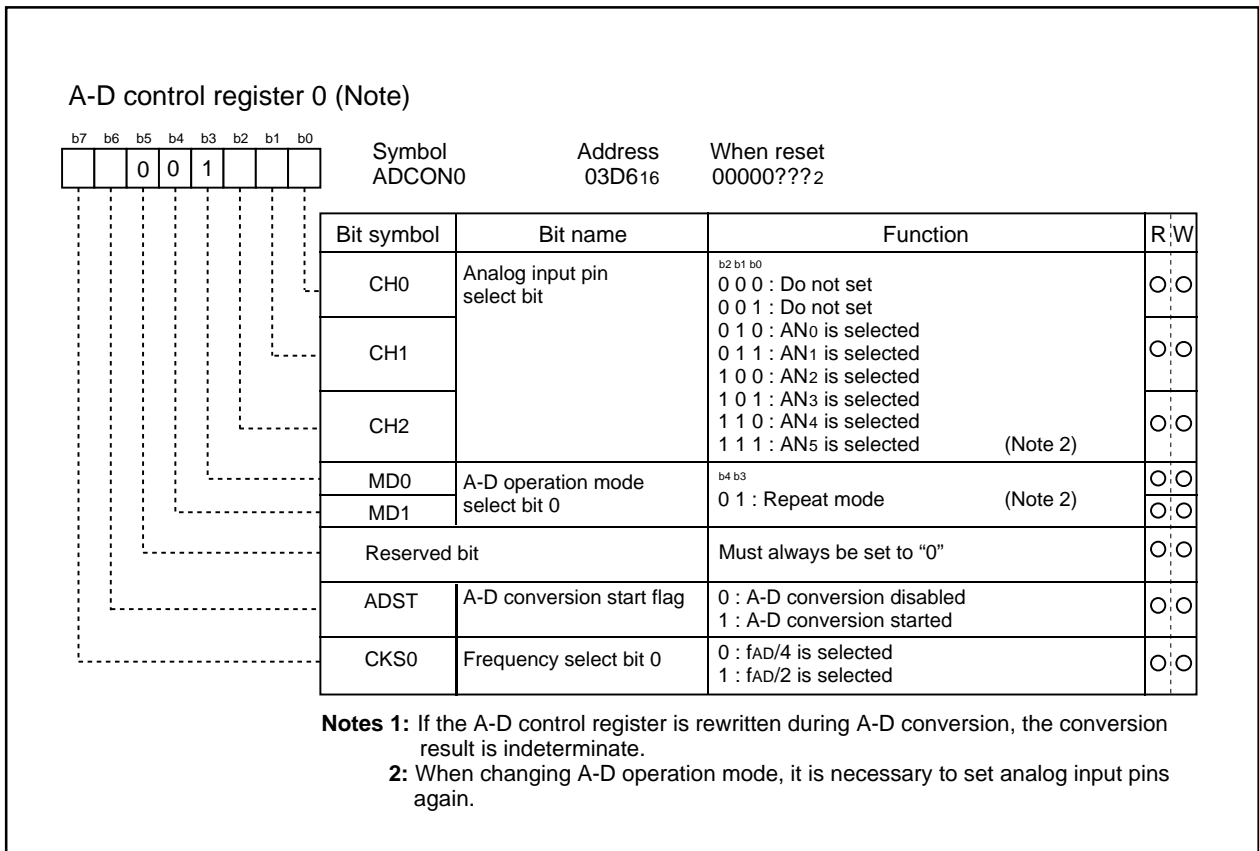 A-D control register 0 (Note)
b7 b6 b5 b4 b3 b2 b1 b0
0 0 1
Symbol Address When reset
ADCON0 03D616 00000???2
Bit symbol Bit name Function R W
CH0 Analog input pin select bit
b2 b1 b0
0 0 0 : Do not set
0 0 1 : Do not set
0 1 0 : AN0 is selected
CH1
0 1 1 : AN1 is selected
1 0 0 : AN2 is selected
1 0 1 : AN3 is selected
CH2
1 1 0 : AN4 is selected
1 1 1 : AN5 is selected (Note 2)
MD0 A-D operation mode select bit 0
b4 b3
0 1 : Repeat mode (Note 2)
MD1
Reserved bit Must always be set to “0”
ADST A-D conversion start flag
0 : A-D conversion disabled
1 : A-D conversion started
CKS0 Frequency select bit 0
0 : fAD/4 is selected
1 : fAD/2 is selected
Notes 1: If the A-D control register is rewritten during A-D conversion, the conversion
result is indeterminate.
2: When changing A-D operation mode, it is necessary to set analog input pins
again.